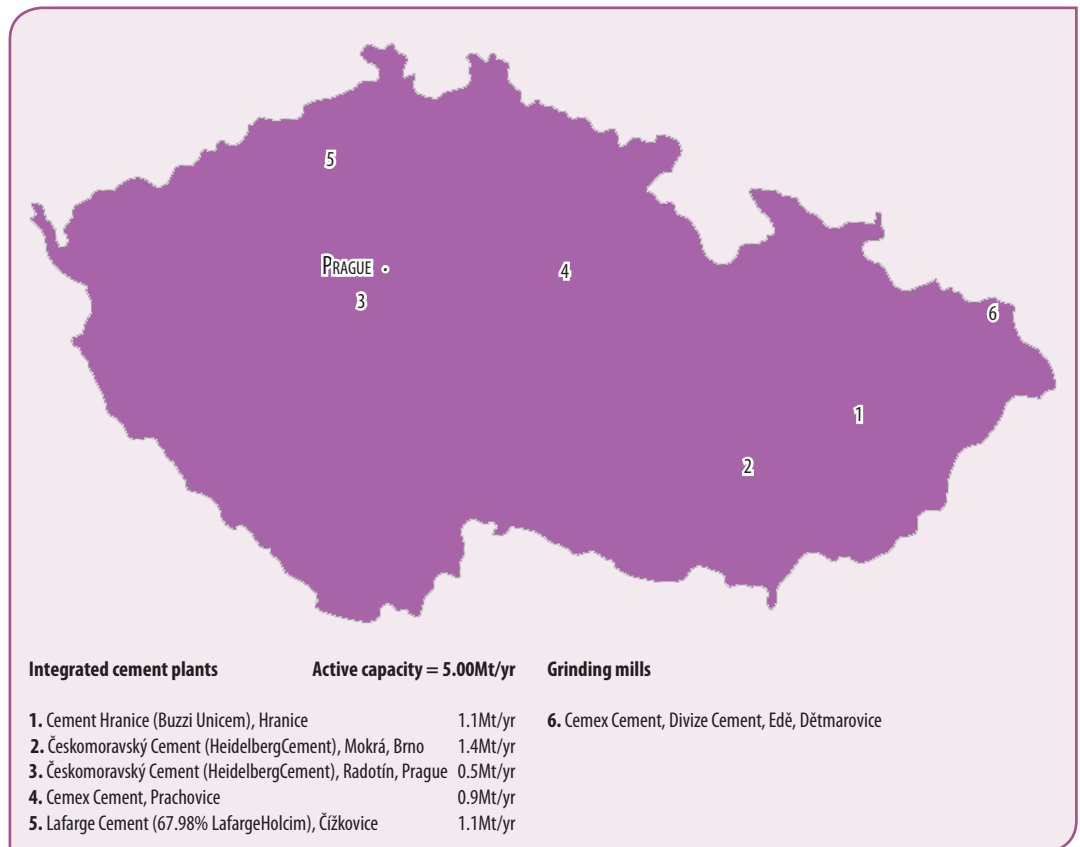 5
PRAGUE
4
3
6
1
2
Integrated cement plants Active capacity = 5.00Mt/yr
1. Cement Hranice (Buzzi Unicem), Hranice 1.1Mt/yr
2. Českomoravský Cement (HeidelbergCement), Mokrá, Brno 1.4Mt/yr
3. Českomoravský Cement (HeidelbergCement), Radotín, Prague 0.5Mt/yr
4. Cemex Cement, Prachovice 0.9Mt/yr
5. Lafarge Cement (67.98% LafargeHolcim), Čížkovice 1.1Mt/yr
Grinding mills
6. Cemex Cement, Divize Cement, Edě, Dětmarovice